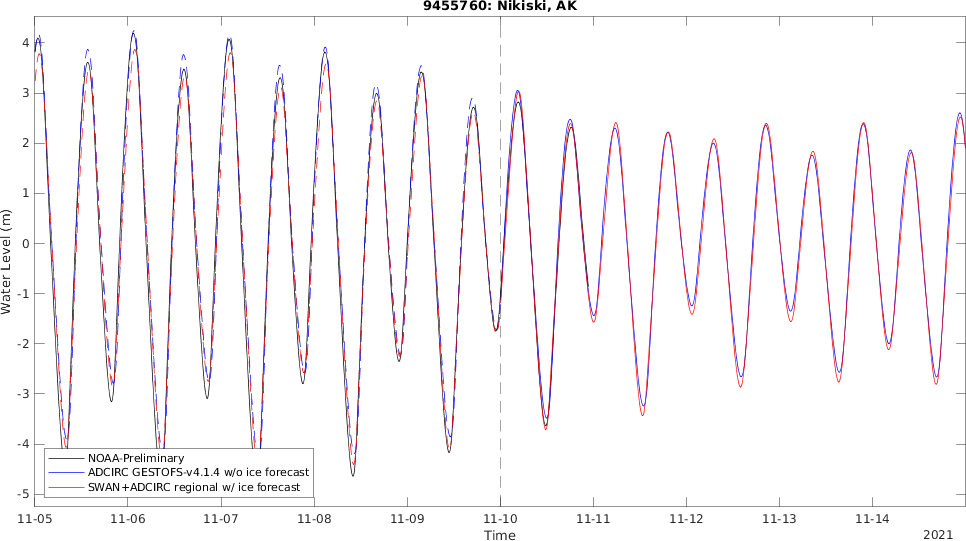 9455760: Nikiski, AK
Water Level (m)
4
3
2
1
0
-1
-2
-3
-4
-5
NOAA-Preliminary
ADCIRC GESTOFS-v4.1.4 w/o ice forecast
SWAN+ADCIRC regional w/ ice forecast
11-05 11-06 11-07 11-08 11-09 11-10 11-11 11-12 11-13 11-14
Time
2021